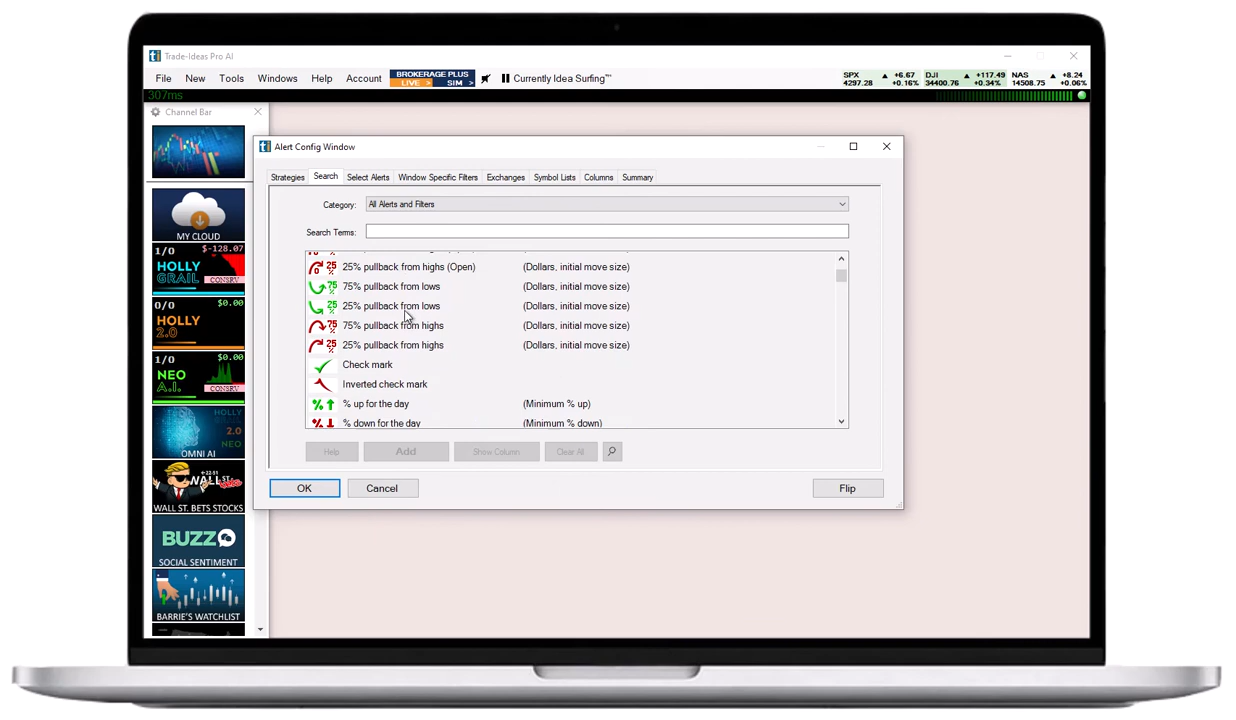 Trade-Ideas Pro AI
File New Tools Windows Help Account BROKERAGE PLUS LIVE > SIM > Currently Idea Surfing™
SPX 4297.28 +6.67 +0.16% DJI 34400.76 +117.49 +0.34% NAS 14508.75 +8.24 +0.06%
307ms
Channel Bar
MY CLOUD
1/0 $-128.07
HOLLY
GRAIL CONSRV
0/0 $0.00
HOLLY
2.0
1/0 $0.00
NEO
A.I. CONSRV
HOLLY
2.0
NEO
OMNI AI
WALL ST. BETS STOCKS
BUZZ
SOCIAL SENTIMENT
BARRIE'S WATCHLIST
Alert Config Window
Strategies Search Select Alerts Window Specific Filters Exchanges Symbol Lists Columns Summary
Category: All Alerts and Filters
Search Terms:
25% pullback from highs (Open) (Dollars, initial move size)
75% pullback from lows (Dollars, initial move size)
25% pullback from lows (Dollars, initial move size)
75% pullback from highs (Dollars, initial move size)
25% pullback from highs (Dollars, initial move size)
Check mark
Inverted check mark
% up for the day (Minimum % up)
% down for the day (Minimum % down)
Help Add Show Column Clear All
OK Cancel Flip